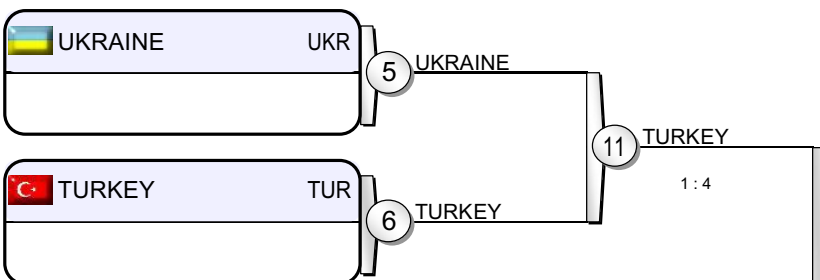 UKRAINE UKR
5 UKRAINE
11 TURKEY
1 : 4
TURKEY TUR
6 TURKEY